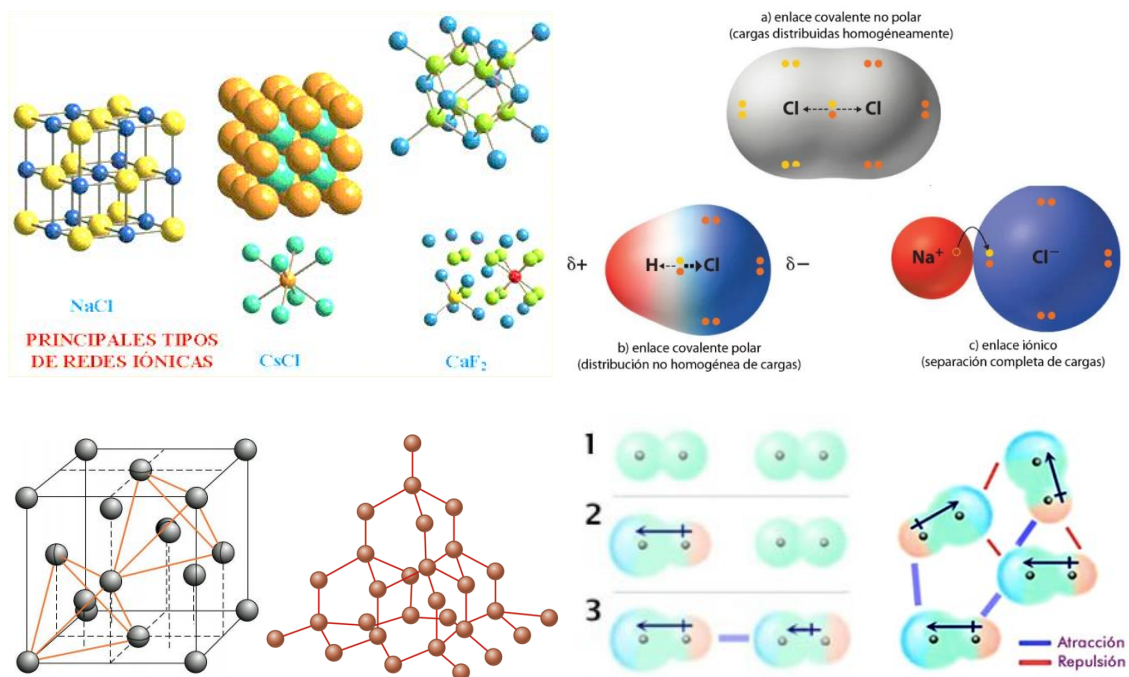 NaCl
PRINCIPALES TIPOS
DE REDES IÓNICAS
CsCl
CaF₂
a) enlace covalente no polar
(cargas distribuidas homogéneamente)
Cl Cl
δ+ H Cl δ−
b) enlace covalente polar
(distribución no homogénea de cargas)
Na⁺ Cl⁻
c) enlace iónico
(separación completa de cargas)
1
2
3
Atracción
Repulsión